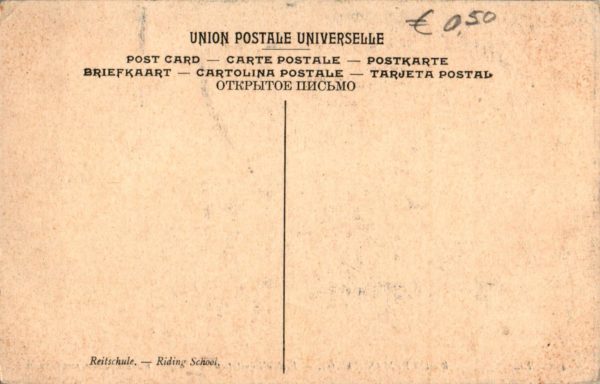 € 0,50
UNION POSTALE UNIVERSELLE
POST CARD — CARTE POSTALE — POSTKARTE
BRIEFKAART — CARTOLINA POSTALE — TARJETA POSTAL
ОТКРЫТОЕ ПИСЬМО
Reitschule. — Riding School.